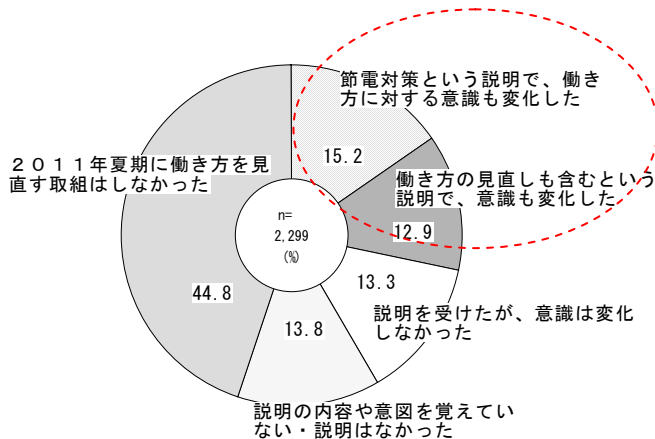 節電対策という説明で、働き
方に対する意識も変化した
15.2
働き方の見直しも含むという
説明で、意識も変化した
12.9
13.3
説明を受けたが、意識は変化
しなかった
13.8
説明の内容や意図を覚えてい
ない・説明はなかった
２０１１年夏期に働き方を見
直す取組はしなかった
44.8
n=
2,299
(%)